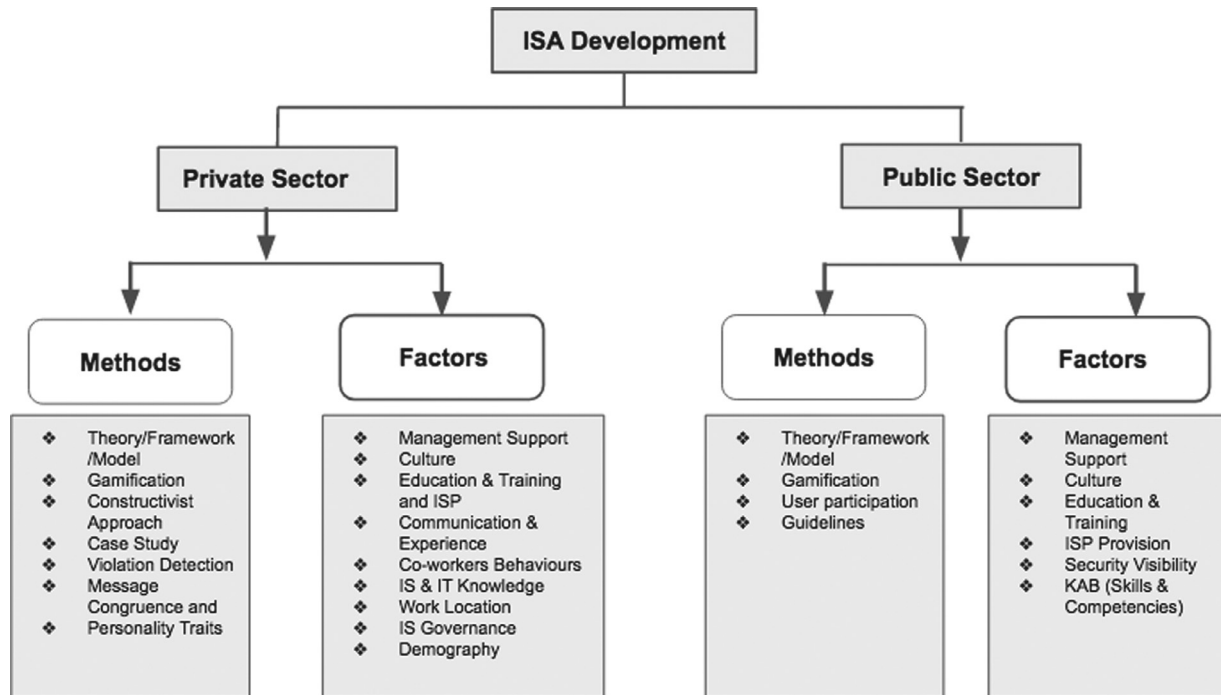 ISA Development
Private Sector
Public Sector
Methods
❖ Theory/Framework
/Model
❖ Gamification
❖ Constructivist
Approach
❖ Case Study
❖ Violation Detection
❖ Message
Congruence and
❖ Personality Traits
Factors
❖ Management Support
❖ Culture
❖ Education & Training
and ISP
❖ Communication &
Experience
❖ Co-workers Behaviours
❖ IS & IT Knowledge
❖ Work Location
❖ IS Governance
❖ Demography
Methods
❖ Theory/Framework
/Model
❖ Gamification
❖ User participation
❖ Guidelines
Factors
❖ Management
Support
❖ Culture
❖ Education &
Training
❖ ISP Provision
❖ Security Visibility
❖ KAB (Skills &
Competencies)